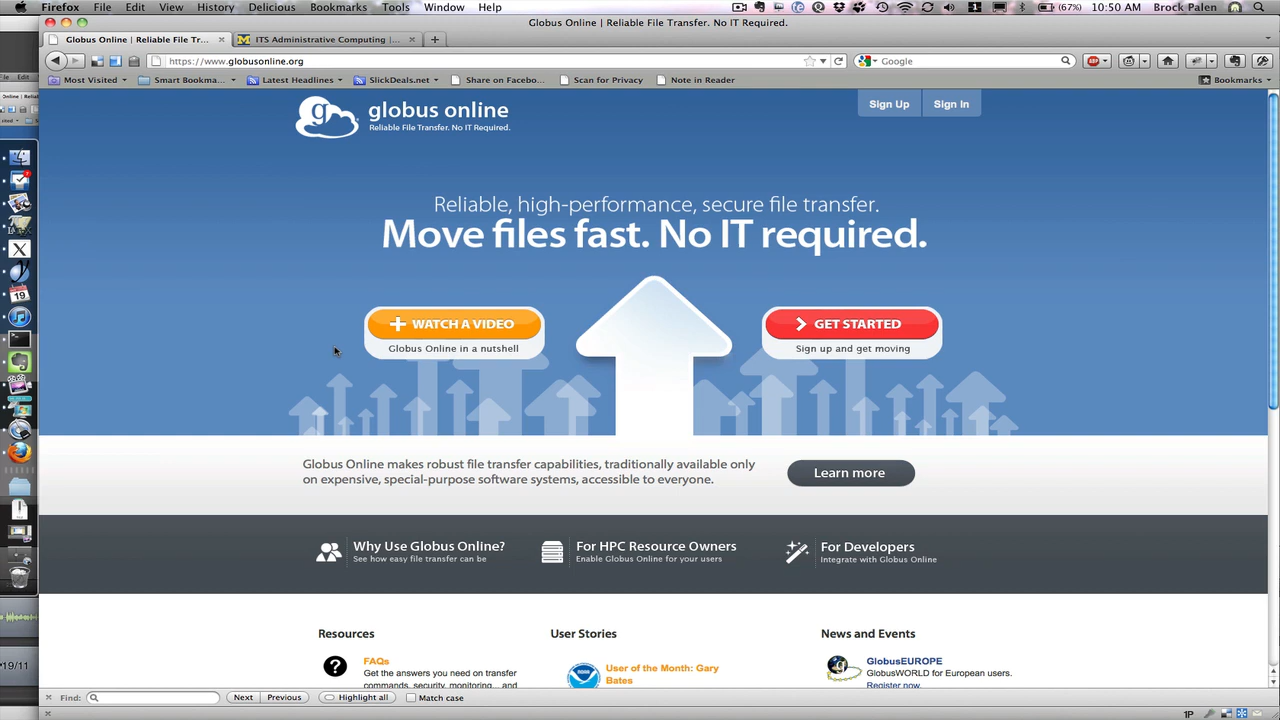 Firefox File Edit View History Delicious Bookmarks Tools Window Help (67%) 10:50 AM Brock Palen
Globus Online | Reliable File Transfer. No IT Required.
Globus Online | Reliable File Tr... ITS Administrative Computing |...
https://www.globusonline.org Google
Most Visited Smart Bookma... Latest Headlines SlickDeals.net Share on Facebo... Scan for Privacy Note in Reader Bookmarks
globus online
Reliable File Transfer. No IT Required.
Sign Up Sign In
Reliable, high-performance, secure file transfer.
Move files fast. No IT required.
WATCH A VIDEO
Globus Online in a nutshell
GET STARTED
Sign up and get moving
Globus Online makes robust file transfer capabilities, traditionally available only
on expensive, special-purpose software systems, accessible to everyone.
Learn more
Why Use Globus Online?
See how easy file transfer can be
For HPC Resource Owners
Enable Globus Online for your users
For Developers
Integrate with Globus Online
Resources
FAQs
Get the answers you need on transfer
commands, security, monitoring... and
User Stories
User of the Month: Gary
Bates
News and Events
GlobusEUROPE
GlobusWORLD for European users.
Register now.
Find: Next Previous Highlight all Match case
1P
19/11